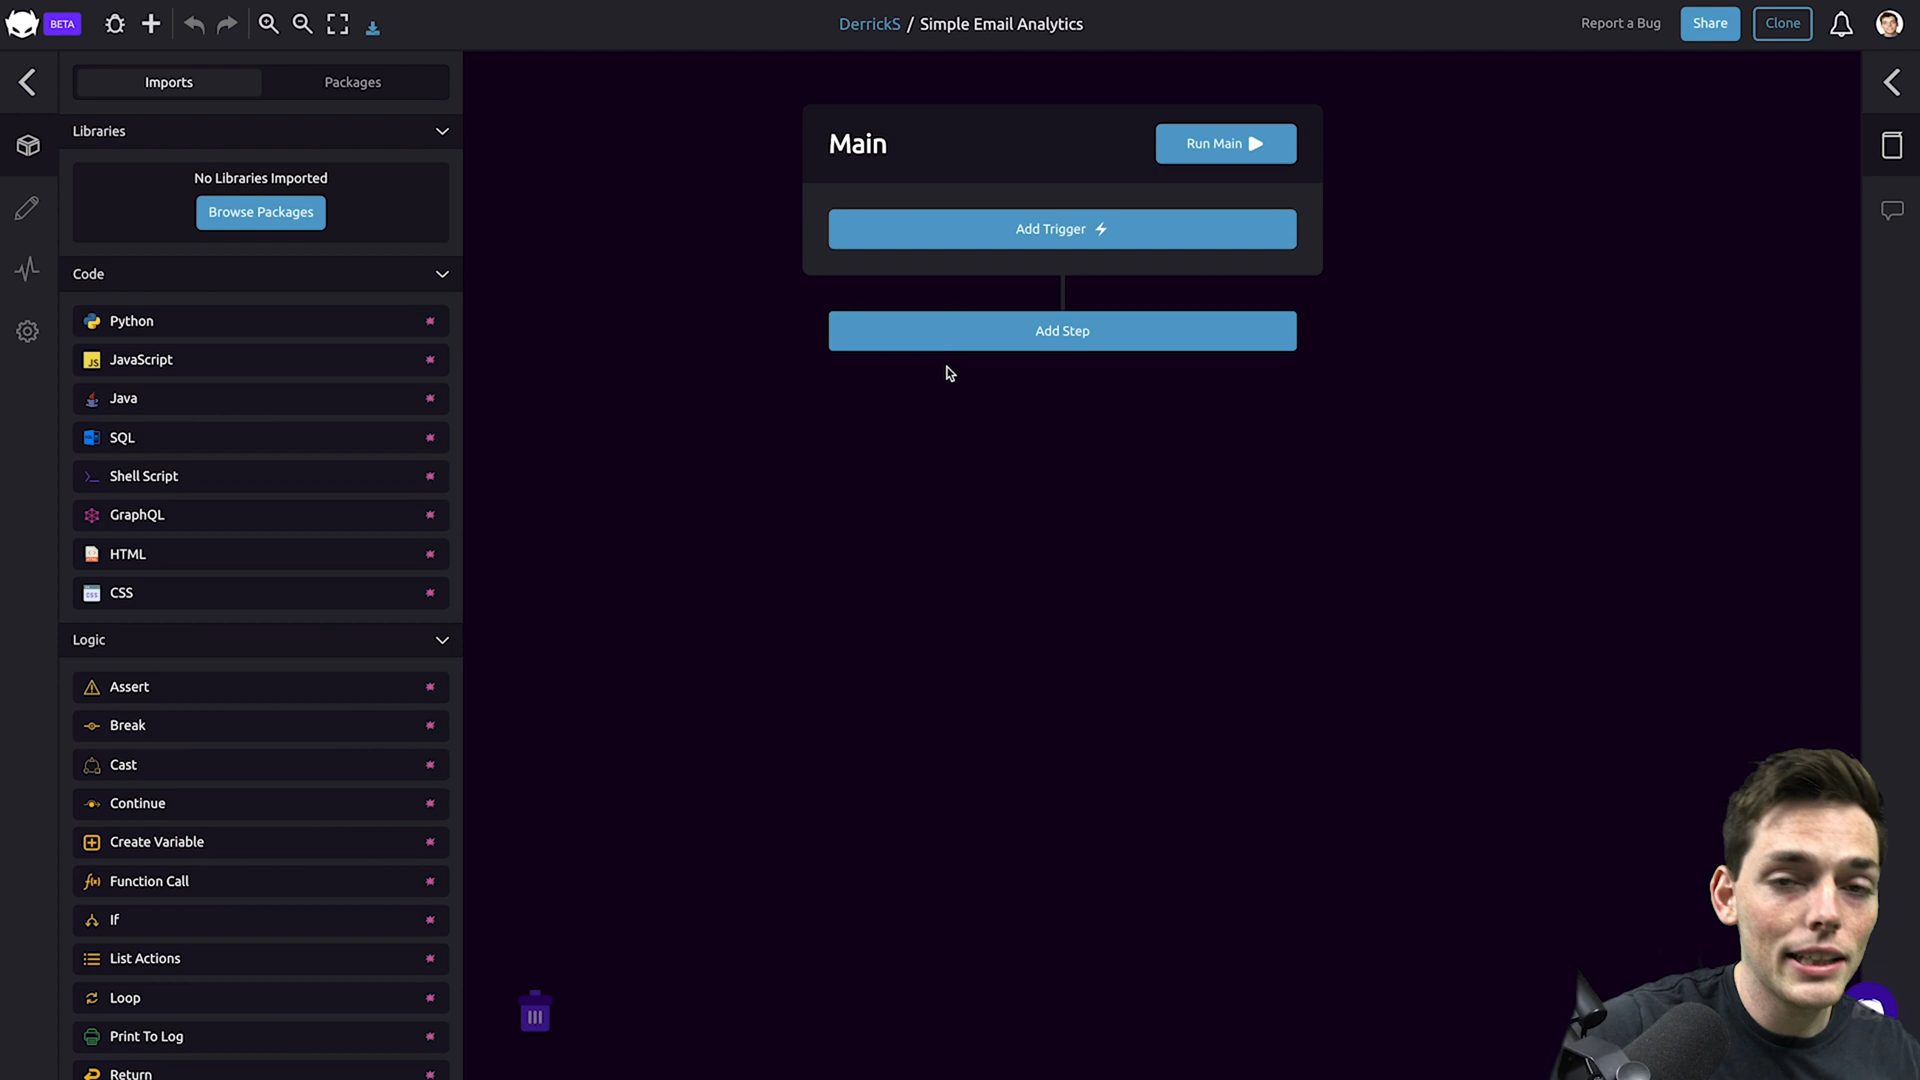 BETA
DerrickS / Simple Email Analytics
Report a Bug
Share
Clone
Imports
Packages
Libraries
No Libraries Imported
Browse Packages
Code
Python
JS JavaScript
Java
SQL
Shell Script
GraphQL
HTML
CSS CSS
Logic
Assert
Break
Cast
Continue
Create Variable
f(x) Function Call
If
List Actions
Loop
Print To Log
Return
Main
Run Main
Add Trigger
Add Step